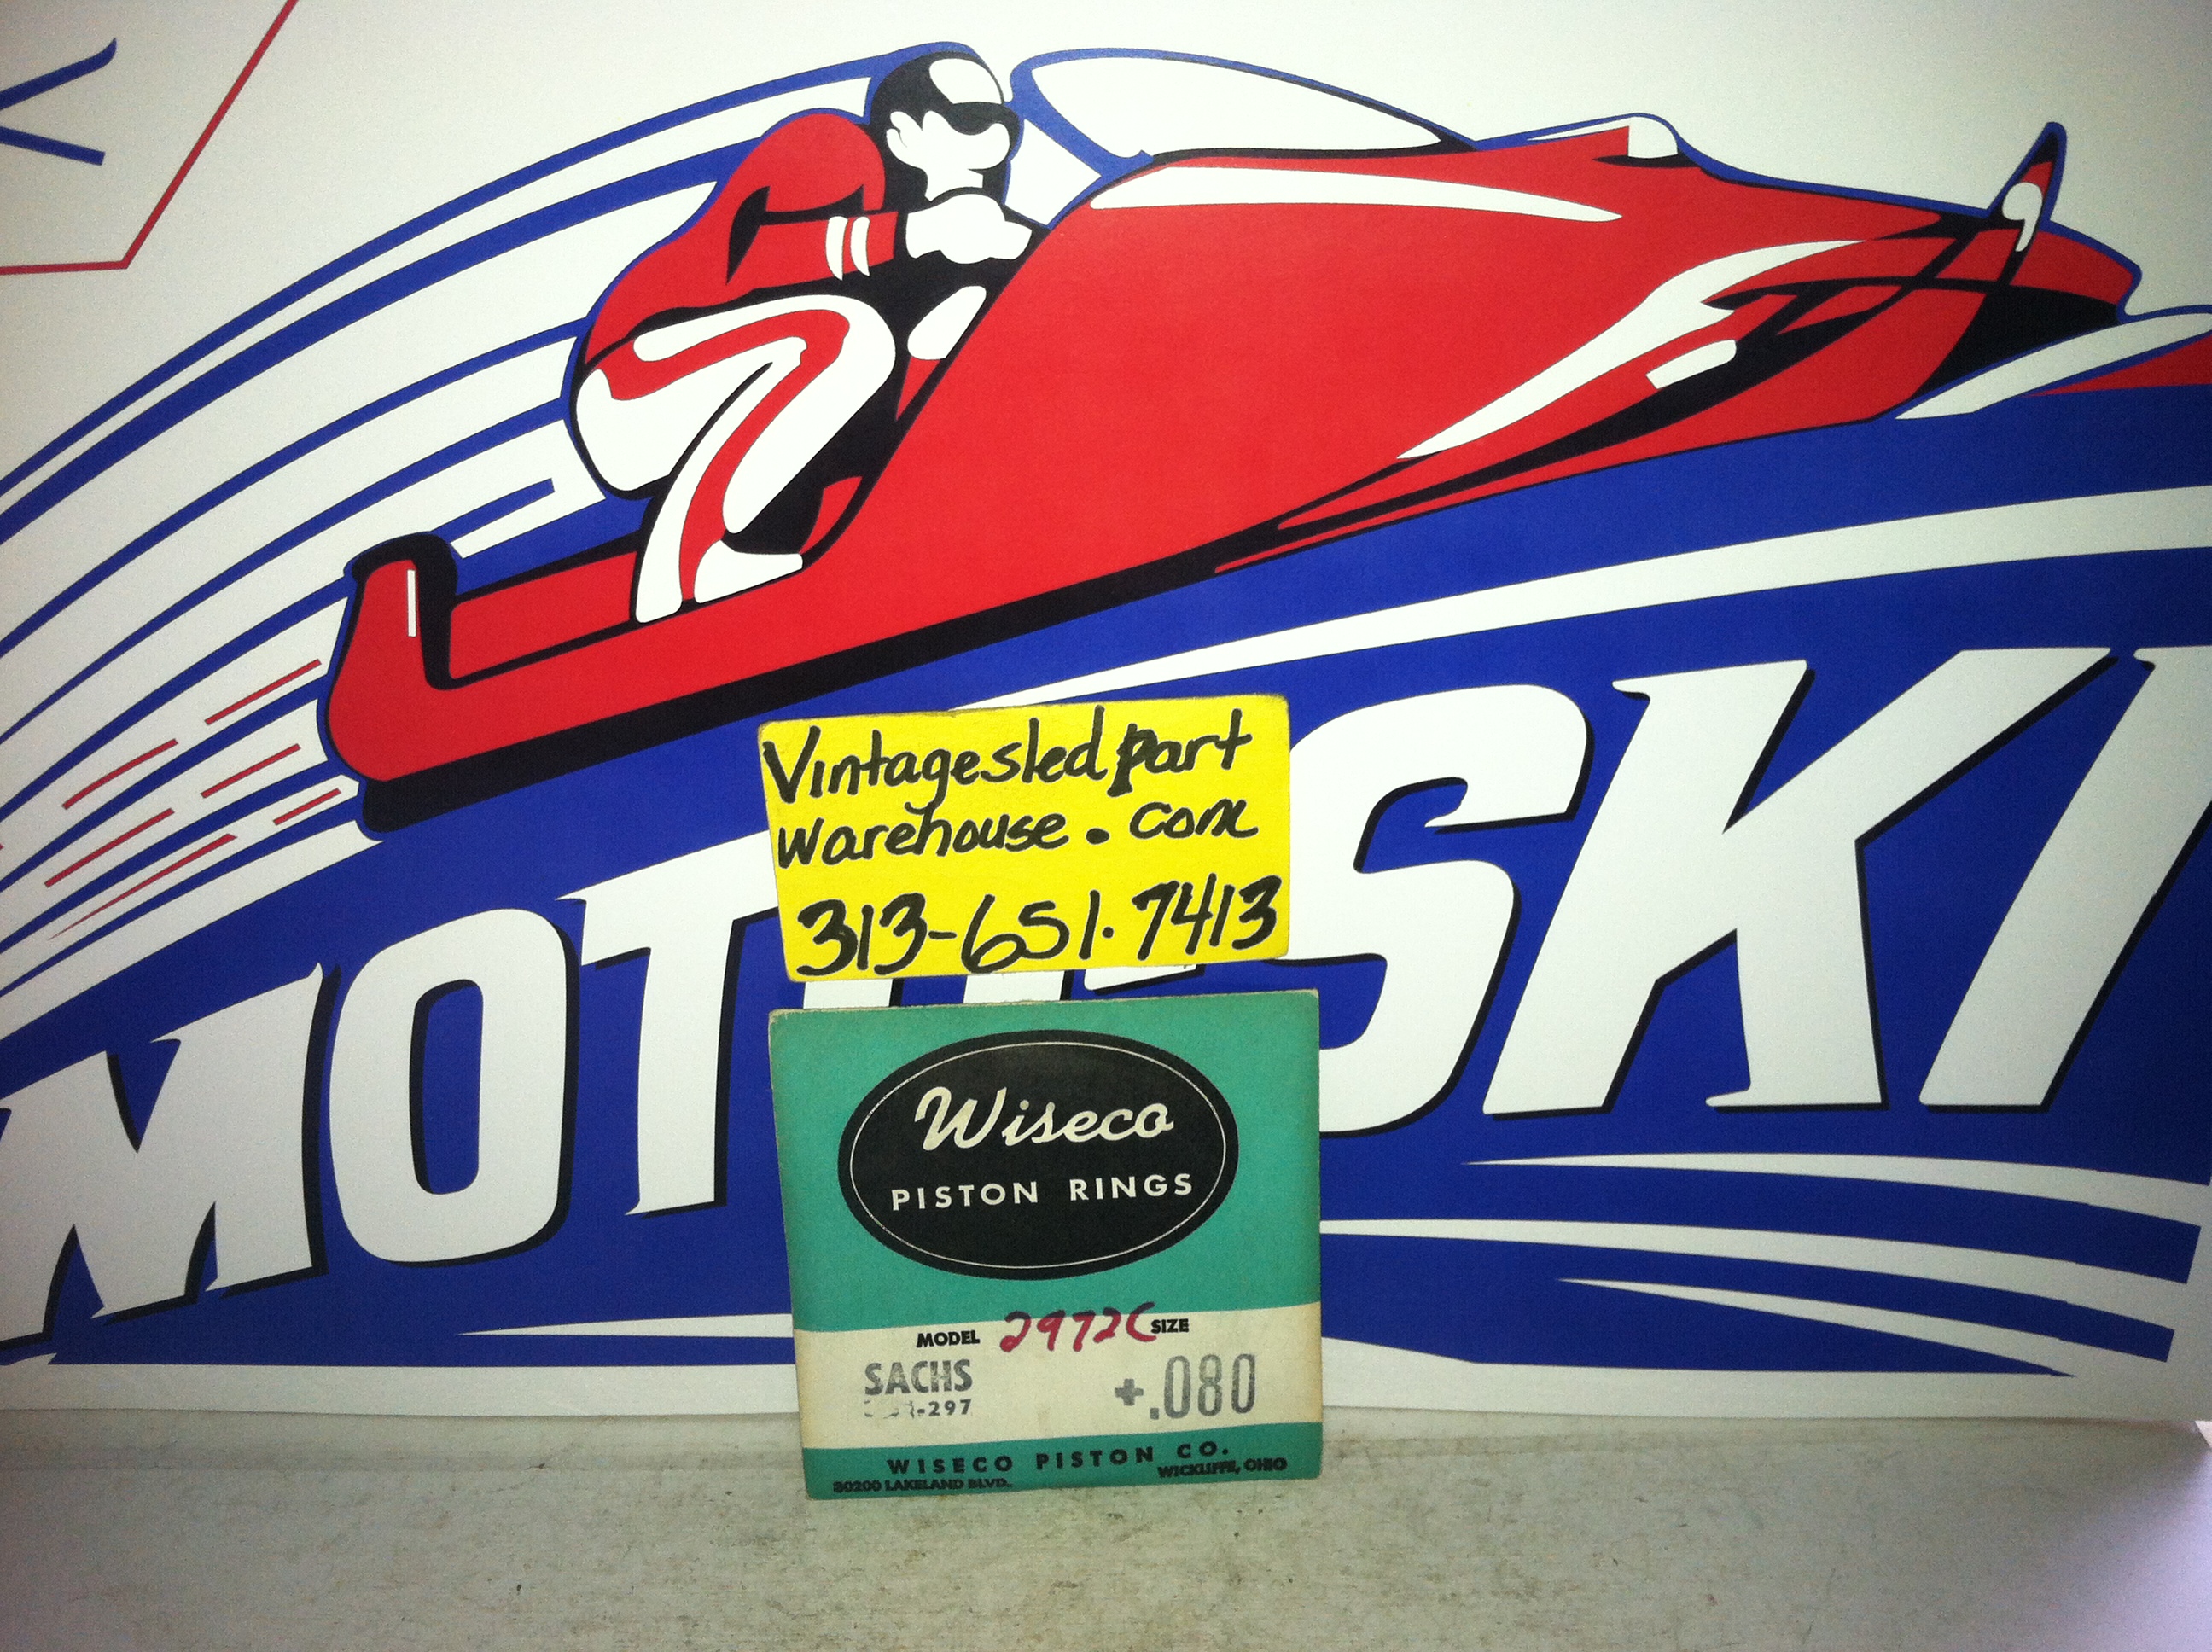 Vintagesledpart
warehouse.com
313-651.7413
Wiseco
PISTON RINGS
MODEL 2972C SIZE
SACHS +.080
-297
WISECO PISTON CO.
30200 LAKELAND BLVD. WICKLIFFE, OHIO